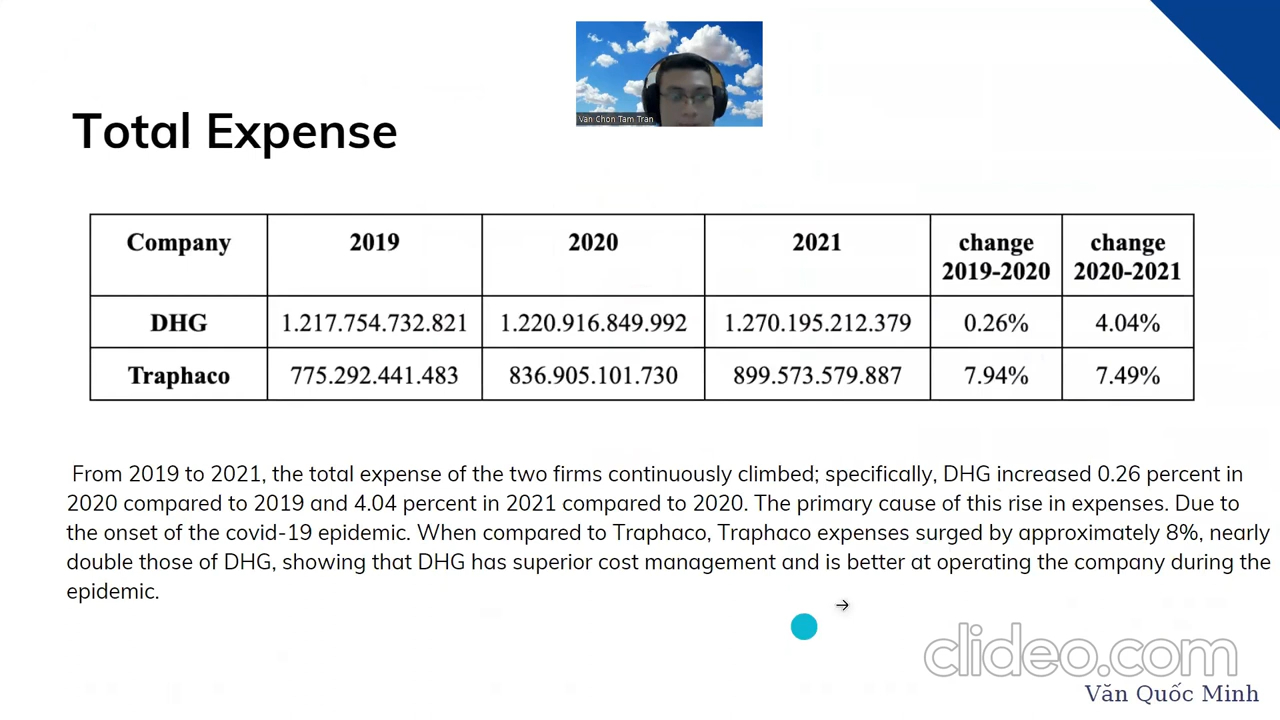 Van Chon Tam Tran
Total Expense
Company 2019 2020 2021 change 2019-2020 change 2020-2021
DHG 1.217.754.732.821 1.220.916.849.992 1.270.195.212.379 0.26% 4.04%
Traphaco 775.292.441.483 836.905.101.730 899.573.579.887 7.94% 7.49%
From 2019 to 2021, the total expense of the two firms continuously climbed; specifically, DHG increased 0.26 percent in
2020 compared to 2019 and 4.04 percent in 2021 compared to 2020. The primary cause of this rise in expenses. Due to
the onset of the covid-19 epidemic. When compared to Traphaco, Traphaco expenses surged by approximately 8%, nearly
double those of DHG, showing that DHG has superior cost management and is better at operating the company during the
epidemic.
clideo.com
Văn Quốc Minh